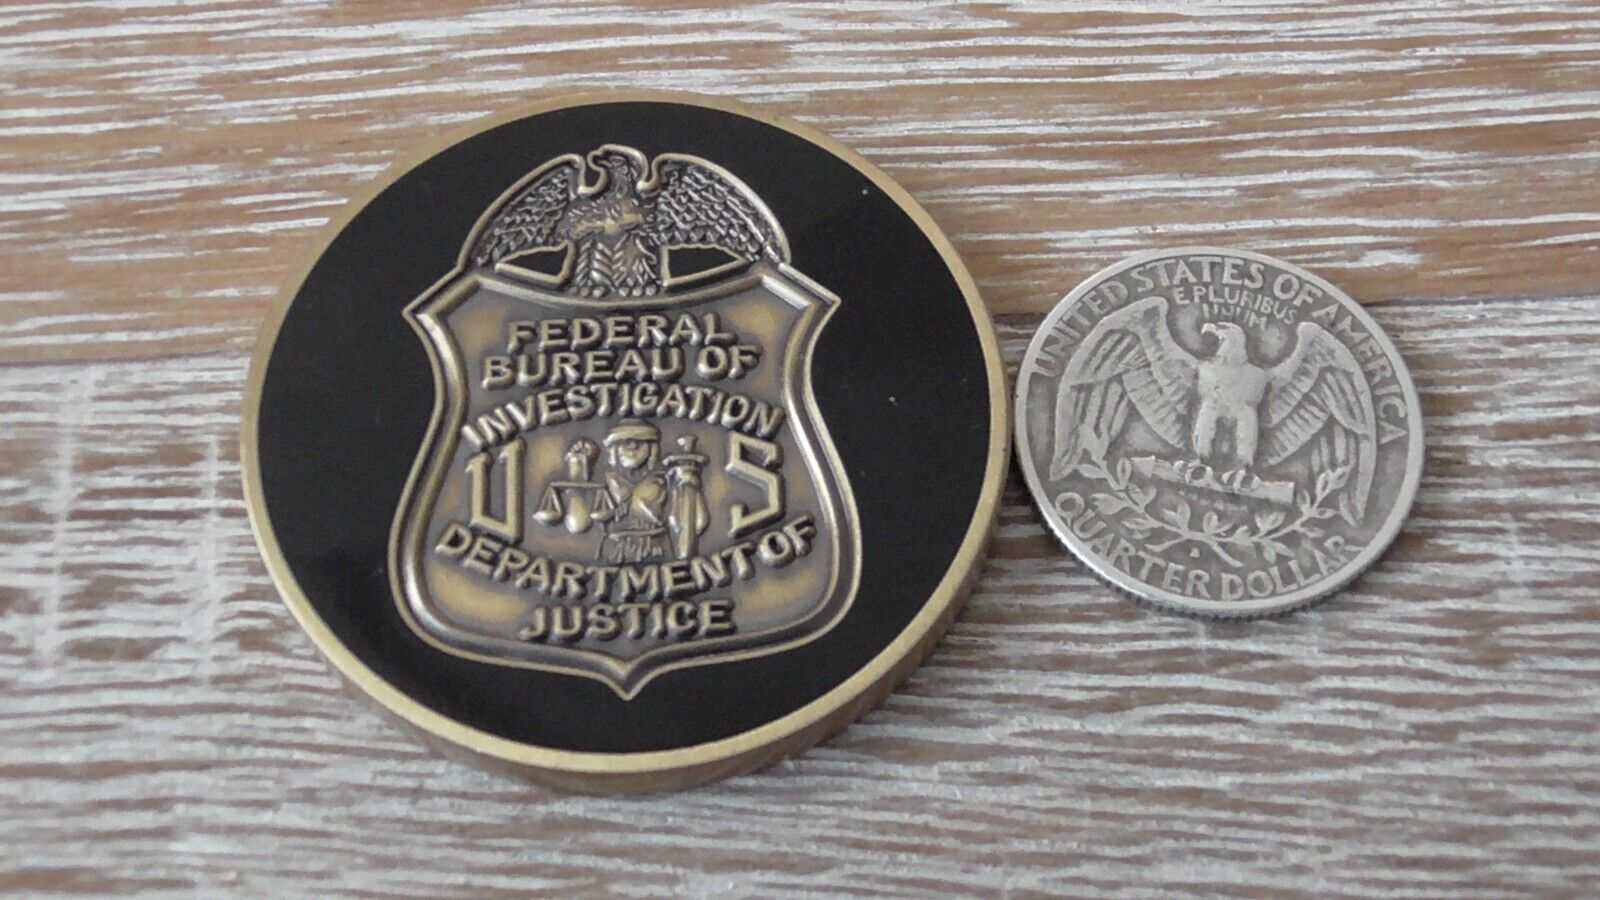 FEDERAL
BUREAU OF
INVESTIGATION
U S
DEPARTMENT OF
JUSTICE
UNITED STATES OF AMERICA
E PLURIBUS
UNUM
QUARTER DOLLAR